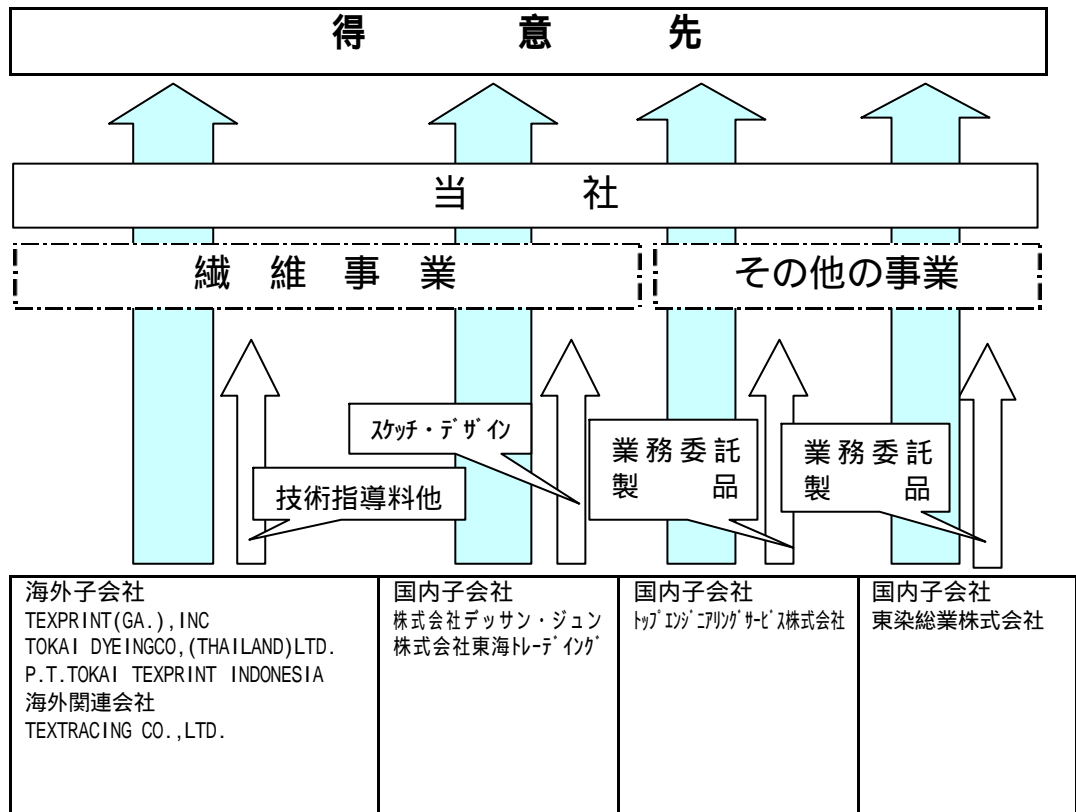 得 意 先
当 社
繊 維 事 業
その他の事業
スケッチ・デザイン
業務委託
製 品
業務委託
製 品
技術指導料他
海外子会社
TEXPRINT(GA.),INC
TOKAI DYEINGCO,(THAILAND)LTD.
P.T.TOKAI TEXPRINT INDONESIA
海外関連会社
TEXTRACING CO.,LTD.
国内子会社
株式会社デッサン・ジュン
株式会社東海トレーディング
国内子会社
トップエンジニアリングサービス株式会社
国内子会社
東染総業株式会社